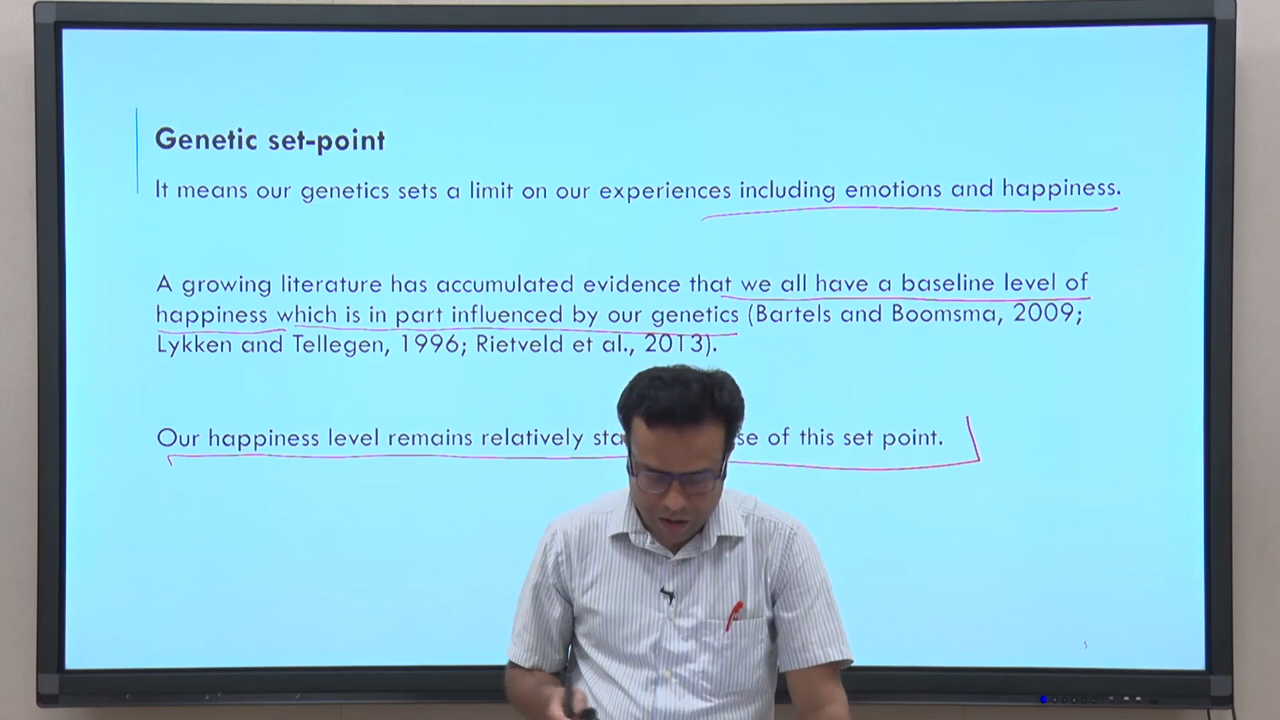 Genetic set-point
It means our genetics sets a limit on our experiences including emotions and happiness.
A growing literature has accumulated evidence that we all have a baseline level of
happiness which is in part influenced by our genetics (Bartels and Boomsma, 2009;
Lykken and Tellegen, 1996; Rietveld et al., 2013).
Our happiness level remains relatively of this set point.
5